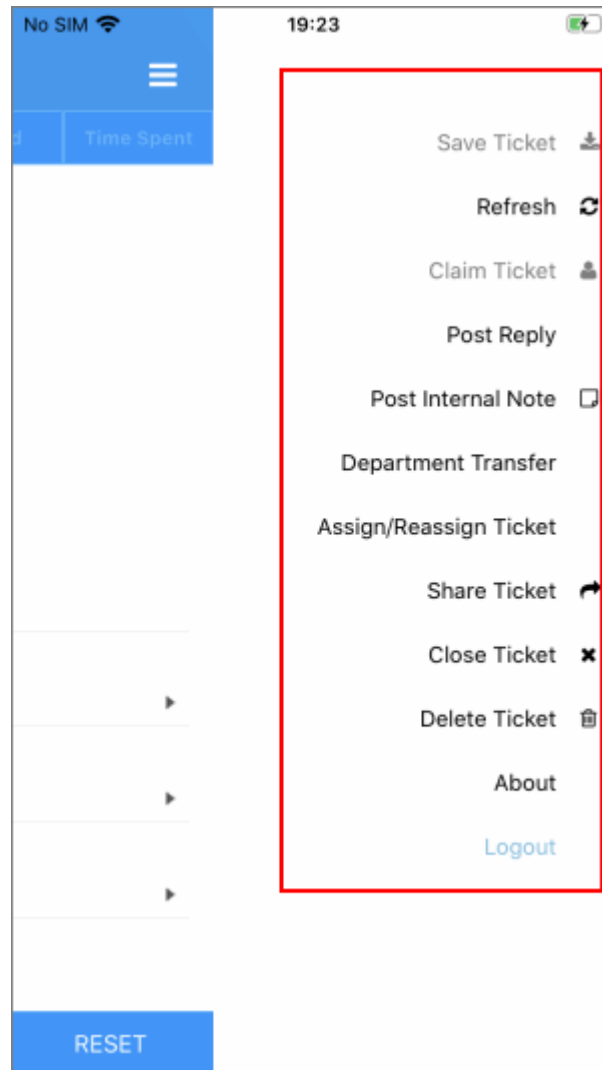 No SIM 19:23
d Time Spent
Save Ticket
Refresh
Claim Ticket
Post Reply
Post Internal Note
Department Transfer
Assign/Reassign Ticket
Share Ticket
Close Ticket
Delete Ticket
About
Logout
RESET